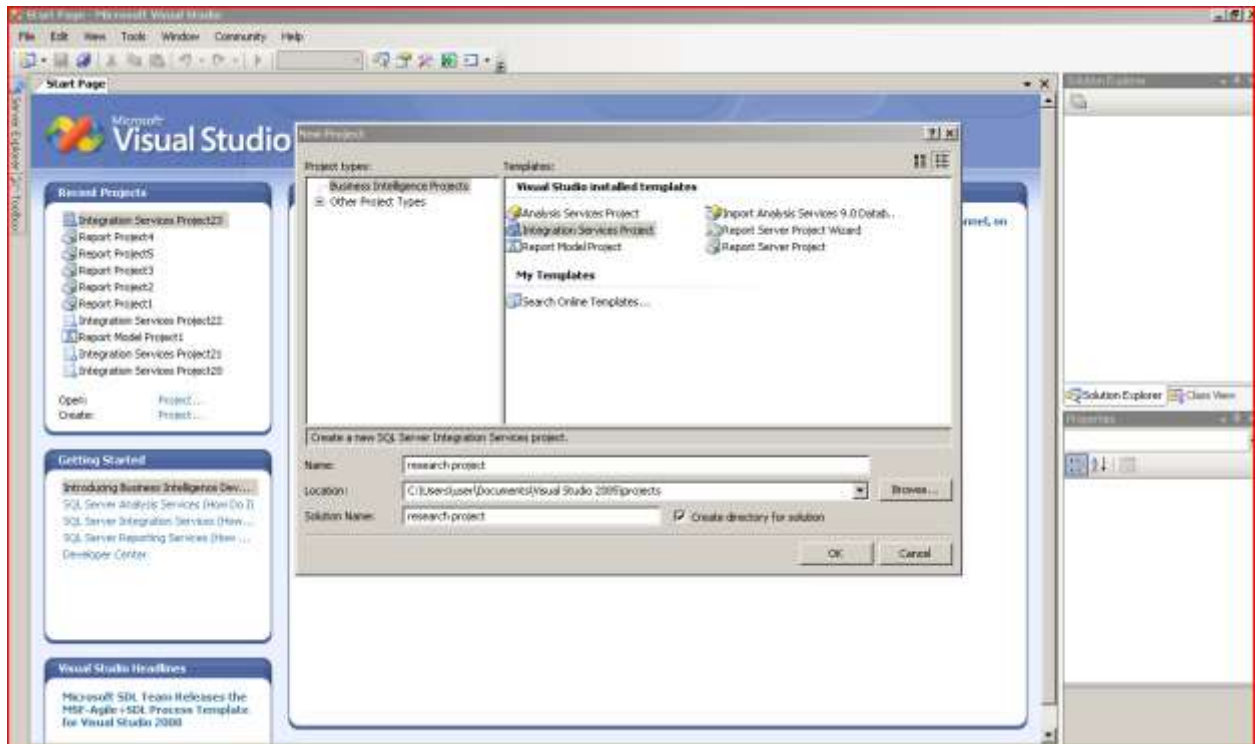 Start Page - Microsoft Visual Studio
File Edit View Tools Window Community Help
Start Page
Server Explorer
Toolbox
Microsoft
Visual Studio
Recent Projects
Integration Services Project23
Report Project4
Report Project5
Report Project3
Report Project2
Report Project1
Integration Services Project22
Report Model Project1
Integration Services Project21
Integration Services Project20
Open: Project...
Create: Project...
Getting Started
Introducing Business Intelligence Dev....
SQL Server Analysis Services (How Do I)
SQL Server Integration Services (How ...
SQL Server Reporting Services (How ...
Developer Center
Visual Studio Headlines
Microsoft SDL Team Releases the
MSF-Agile+SDL Process Template
for Visual Studio 2008
New Project
Project types:
Business Intelligence Projects
Other Project Types
Templates:
Visual Studio installed templates
Analysis Services Project
Integration Services Project
Report Model Project
Import Analysis Services 9.0 Datab..
Report Server Project Wizard
Report Server Project
My Templates
Search Online Templates...
Create a new SQL Server Integration Services project.
Name: research project
Location: C:\Users\user\Documents\Visual Studio 2005\projects
Browse...
Solution Name: research project
Create directory for solution
OK Cancel
on
Solution Explorer
Solution Explorer Class View
Properties